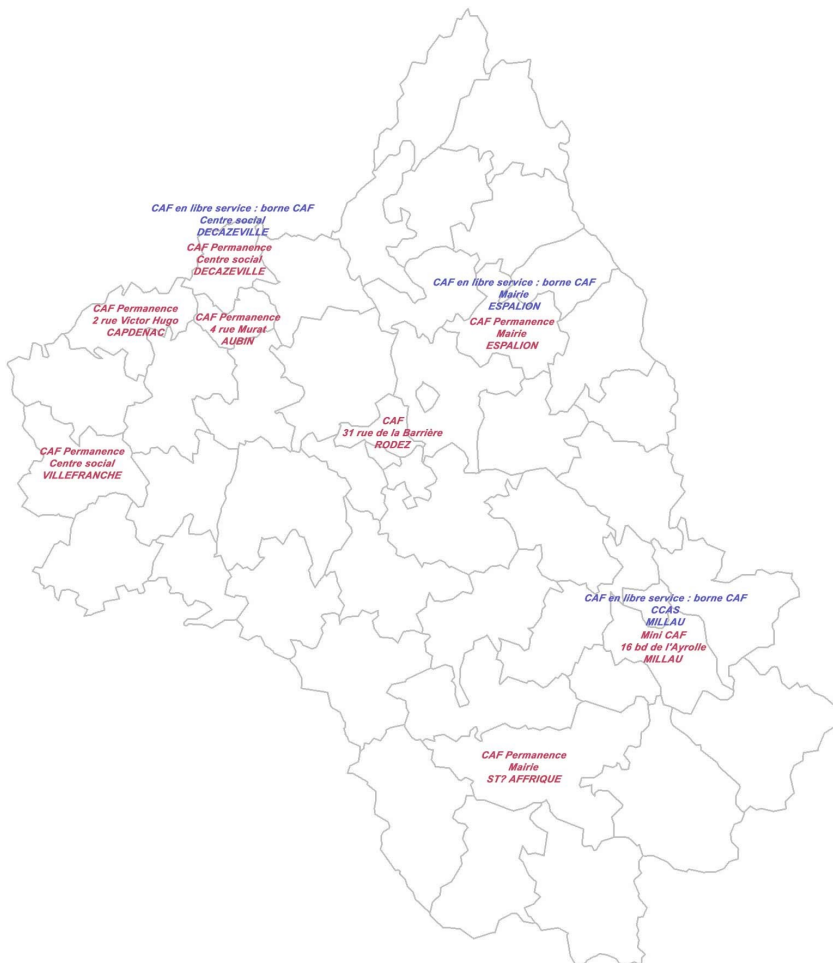 CAF en libre service : borne CAF
Centre social
DECAZEVILLE
CAF Permanence
Centre social
DECAZEVILLE
CAF en libre service : borne CAF
Mairie
ESPALION
CAF Permanence
2 rue Victor Hugo
CAPDENAC
CAF Permanence
4 rue Murat
AUBIN
CAF Permanence
Mairie
ESPALION
CAF
31 rue de la Barrière
RODEZ
CAF Permanence
Centre social
VILLEFRANCHE
CAF en libre service : borne CAF
CCAS
MILLAU
Mini CAF
16 bd de l'Ayrolle
MILLAU
CAF Permanence
Mairie
ST? AFFRIQUE